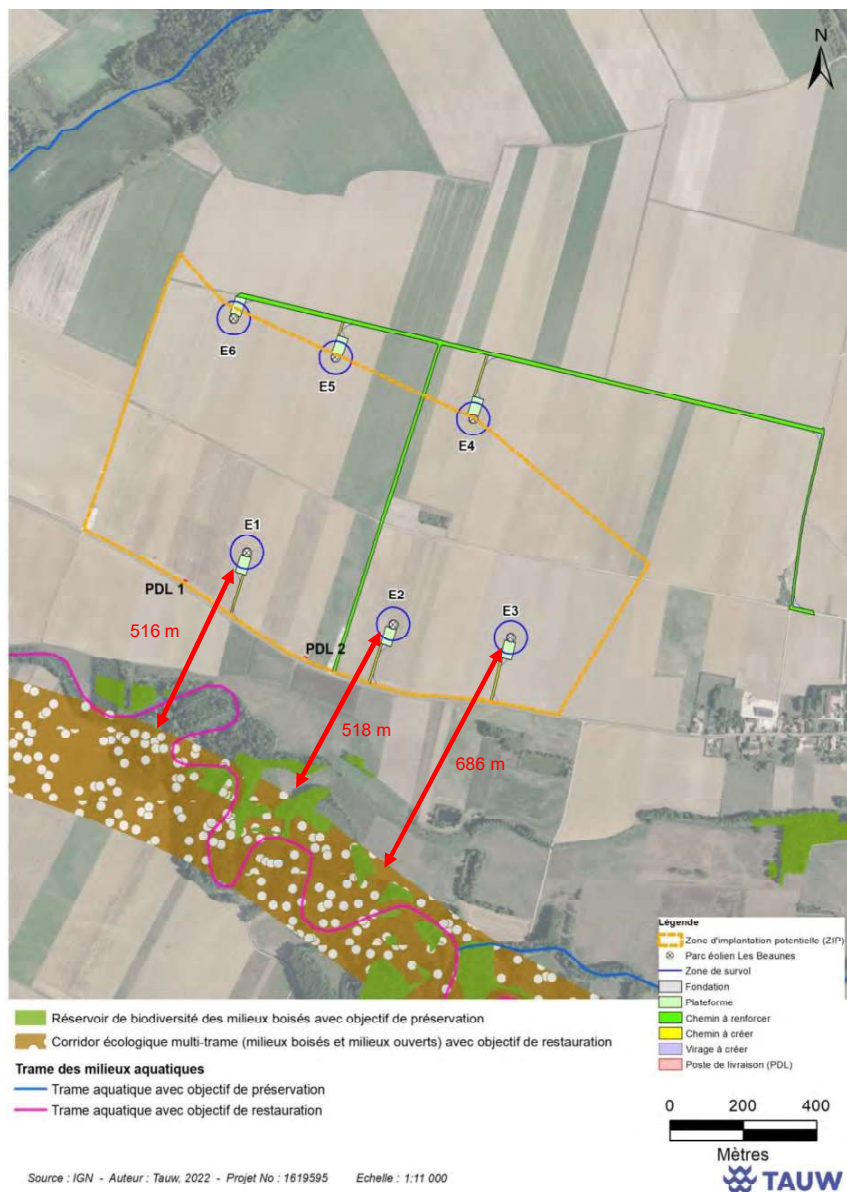 N
E6
E5
E4
E1
PDL 1
516 m
E2
E3
PDL 2
518 m
686 m
Légende
Zone d'implantation potentielle (ZIP)
Parc éolien Les Beaunes
Zone de survol
Fondation
Plateforme
Chemin à renforcer
Chemin à créer
Virage à créer
Poste de livraison (PDL)
Réservoir de biodiversité des milieux boisés avec objectif de préservation
Corridor écologique multi-trame (milieux boisés et milieux ouverts) avec objectif de restauration
Trame des milieux aquatiques
Trame aquatique avec objectif de préservation
Trame aquatique avec objectif de restauration
0 200 400
Mètres
Source : IGN - Auteur : Tauw, 2022 - Projet No : 1619595 Echelle : 1:11 000
TAUW